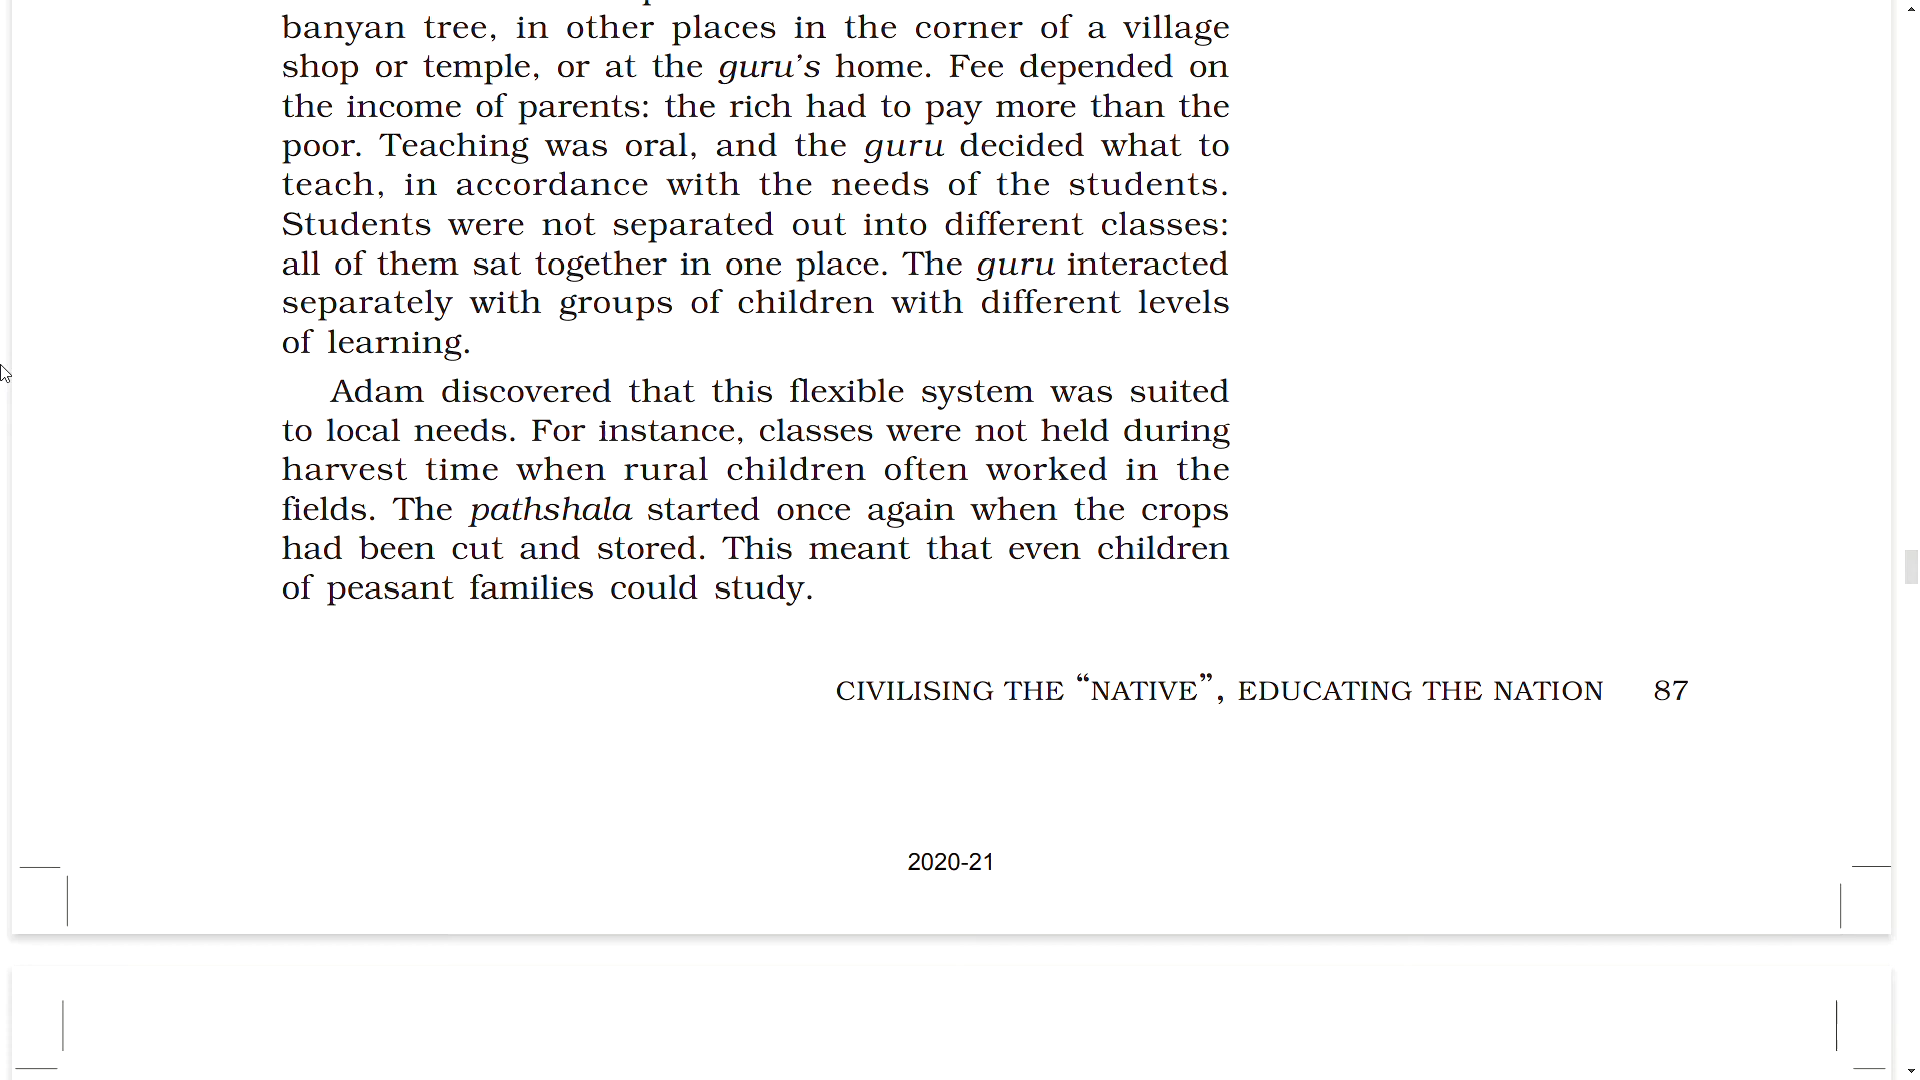 banyan tree, in other places in the corner of a village
shop or temple, or at the guru’s home. Fee depended on
the income of parents: the rich had to pay more than the
poor. Teaching was oral, and the guru decided what to
teach, in accordance with the needs of the students.
Students were not separated out into different classes:
all of them sat together in one place. The guru interacted
separately with groups of children with different levels
of learning.
Adam discovered that this flexible system was suited
to local needs. For instance, classes were not held during
harvest time when rural children often worked in the
fields. The pathshala started once again when the crops
had been cut and stored. This meant that even children
of peasant families could study.
CIVILISING THE “NATIVE”, EDUCATING THE NATION 87
2020-21